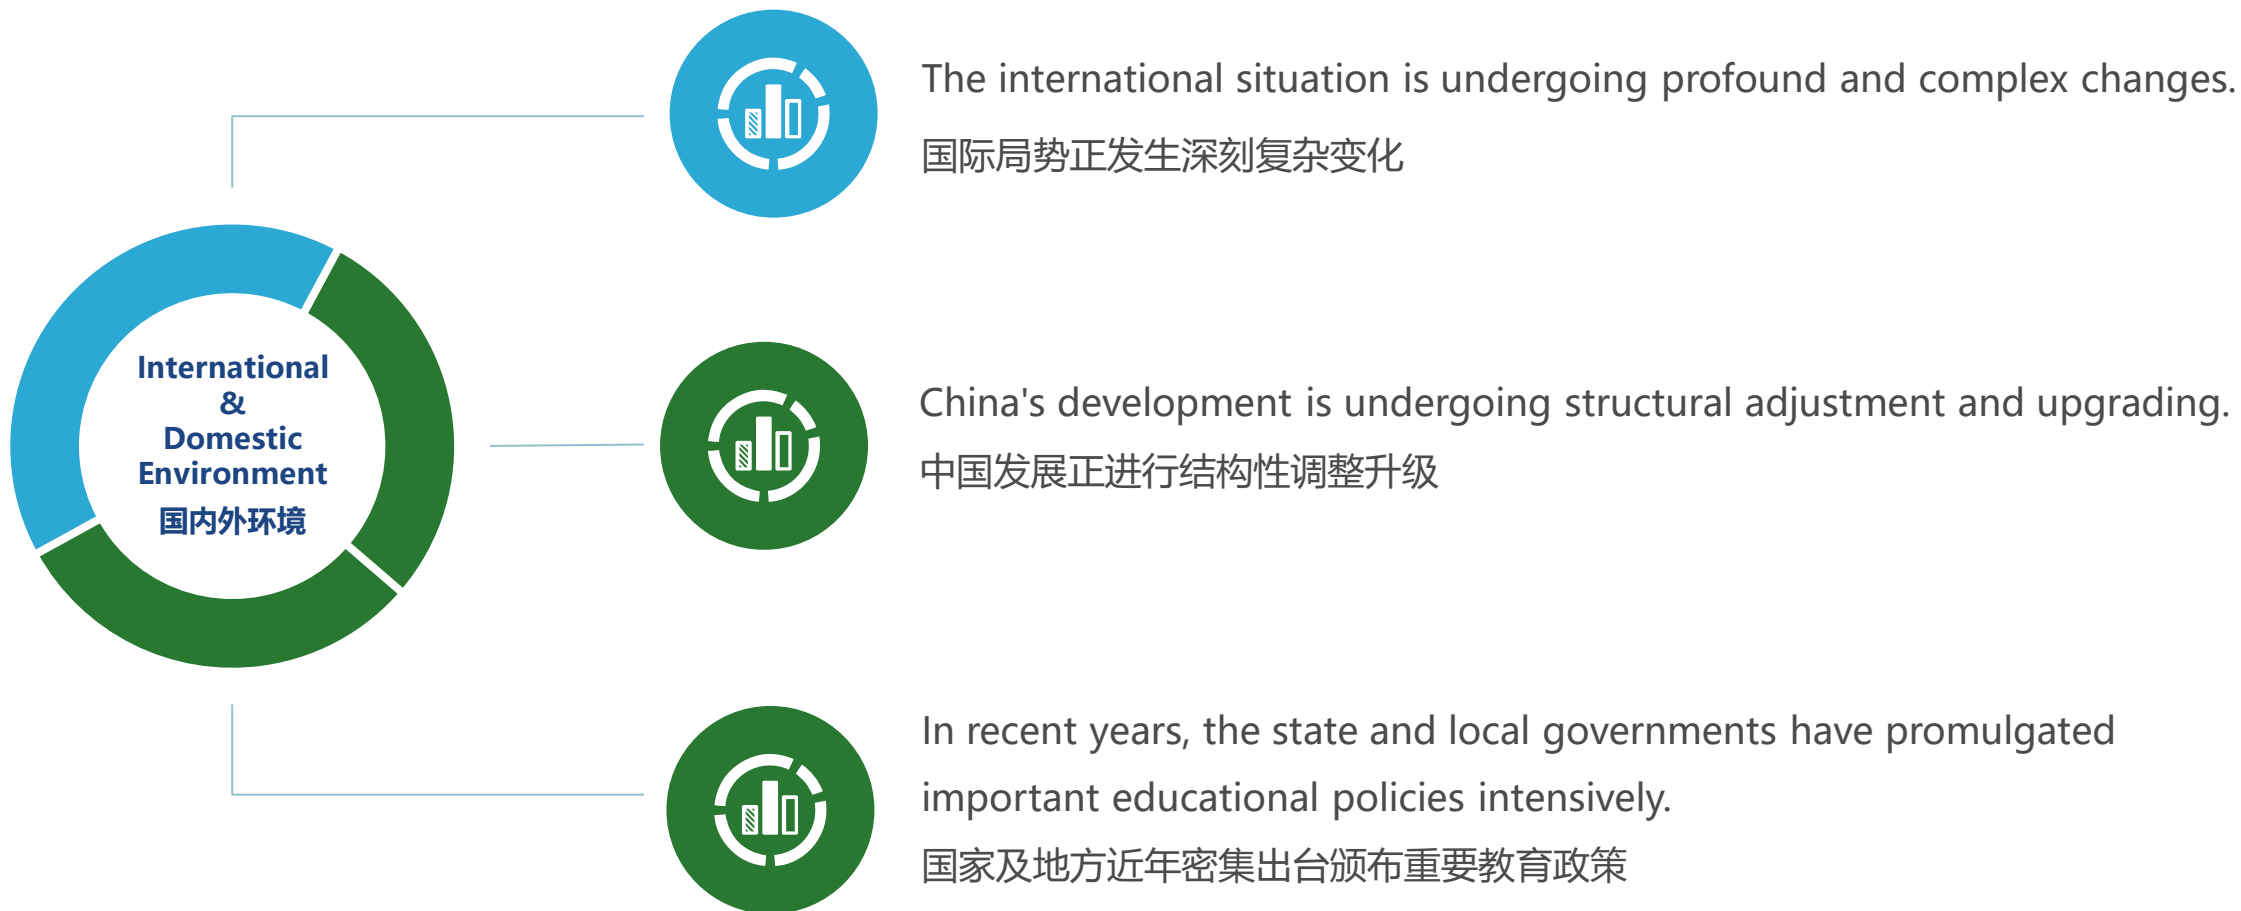 The international situation is undergoing profound and complex changes.
国际局势正发生深刻复杂变化
International
&
Domestic
Environment
国内外环境
China's development is undergoing structural adjustment and upgrading.
中国发展正进行结构性调整升级
In recent years, the state and local governments have promulgated
important educational policies intensively.
国家及地方近年密集出台颁布重要教育政策